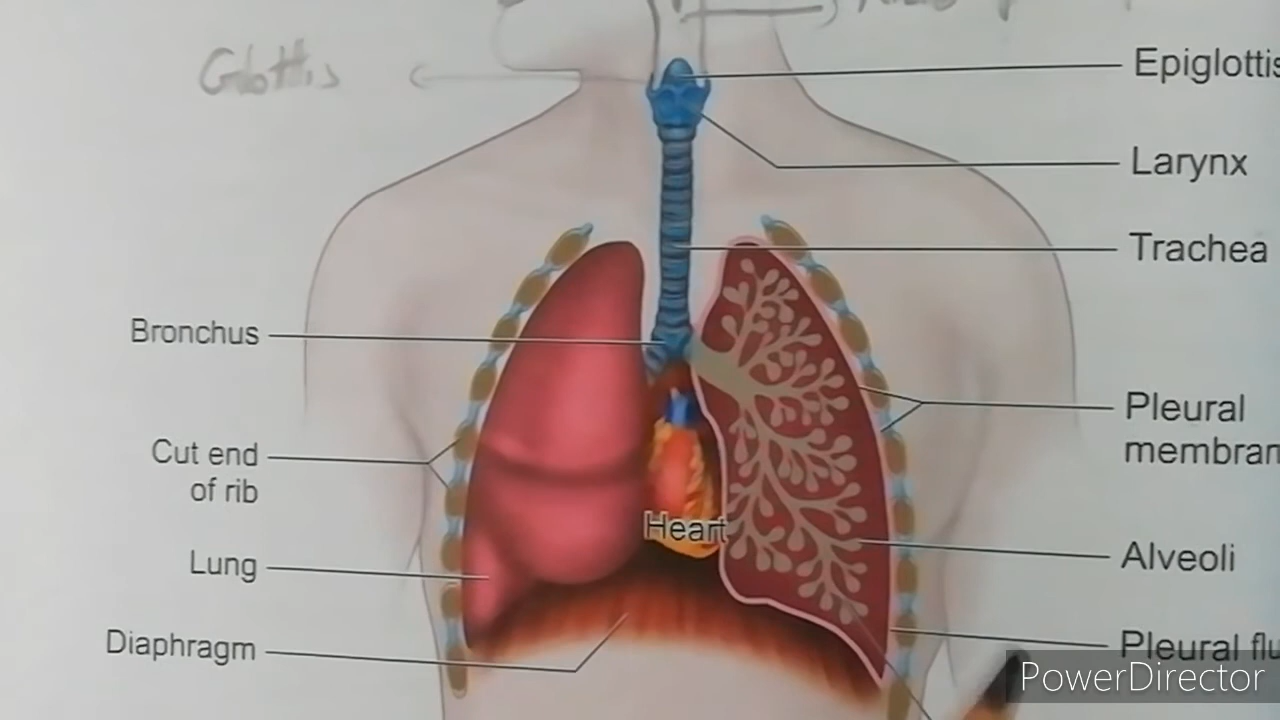 Glottis
Epiglottis
Larynx
Trachea
Bronchus
Cut end
of rib
Pleural
membran
Heart
Lung
Alveoli
Diaphragm
Pleural flu
PowerDirector